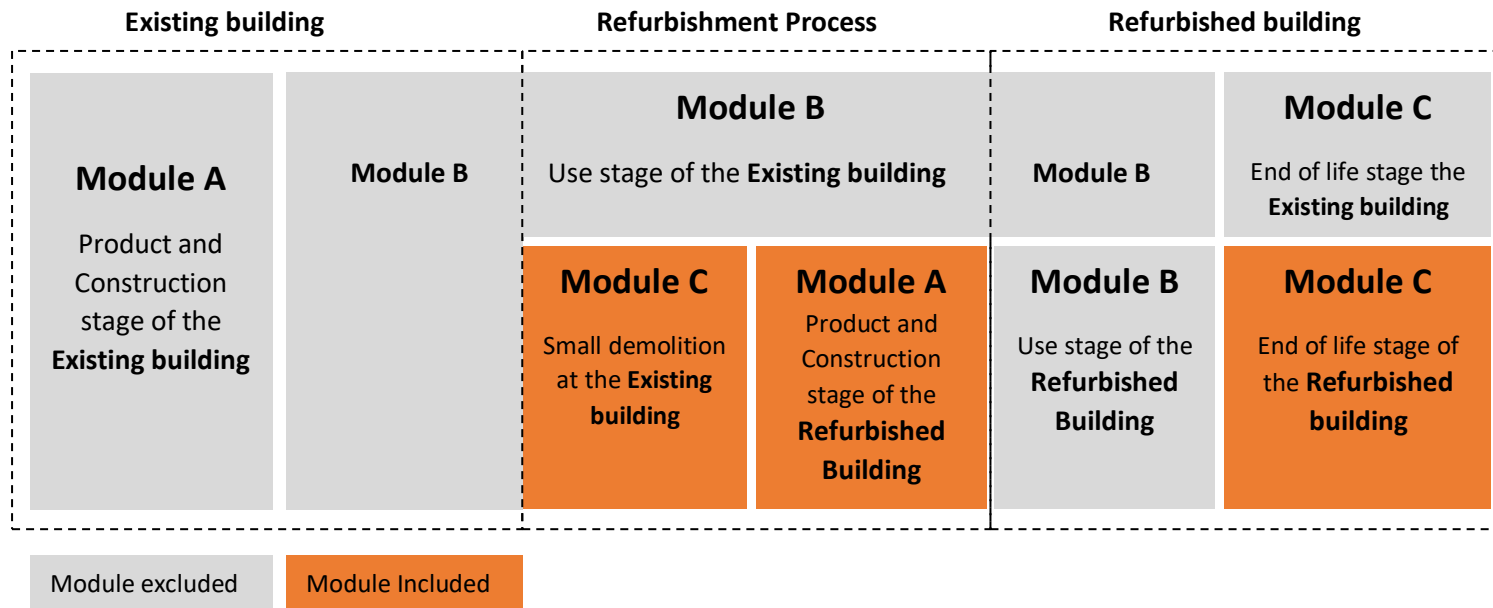 Existing building
Refurbishment Process
Refurbished building
Module A
Product and
Construction
stage of the
Existing building
Module B
Module B
Use stage of the Existing building
Module B
Module C
End of life stage the
Existing building
Module C
Small demolition
at the Existing
building
Module A
Product and
Construction
stage of the
Refurbished
Building
Module B
Use stage of the
Refurbished
Building
Module C
End of life stage of
the Refurbished
building
Module excluded
Module Included